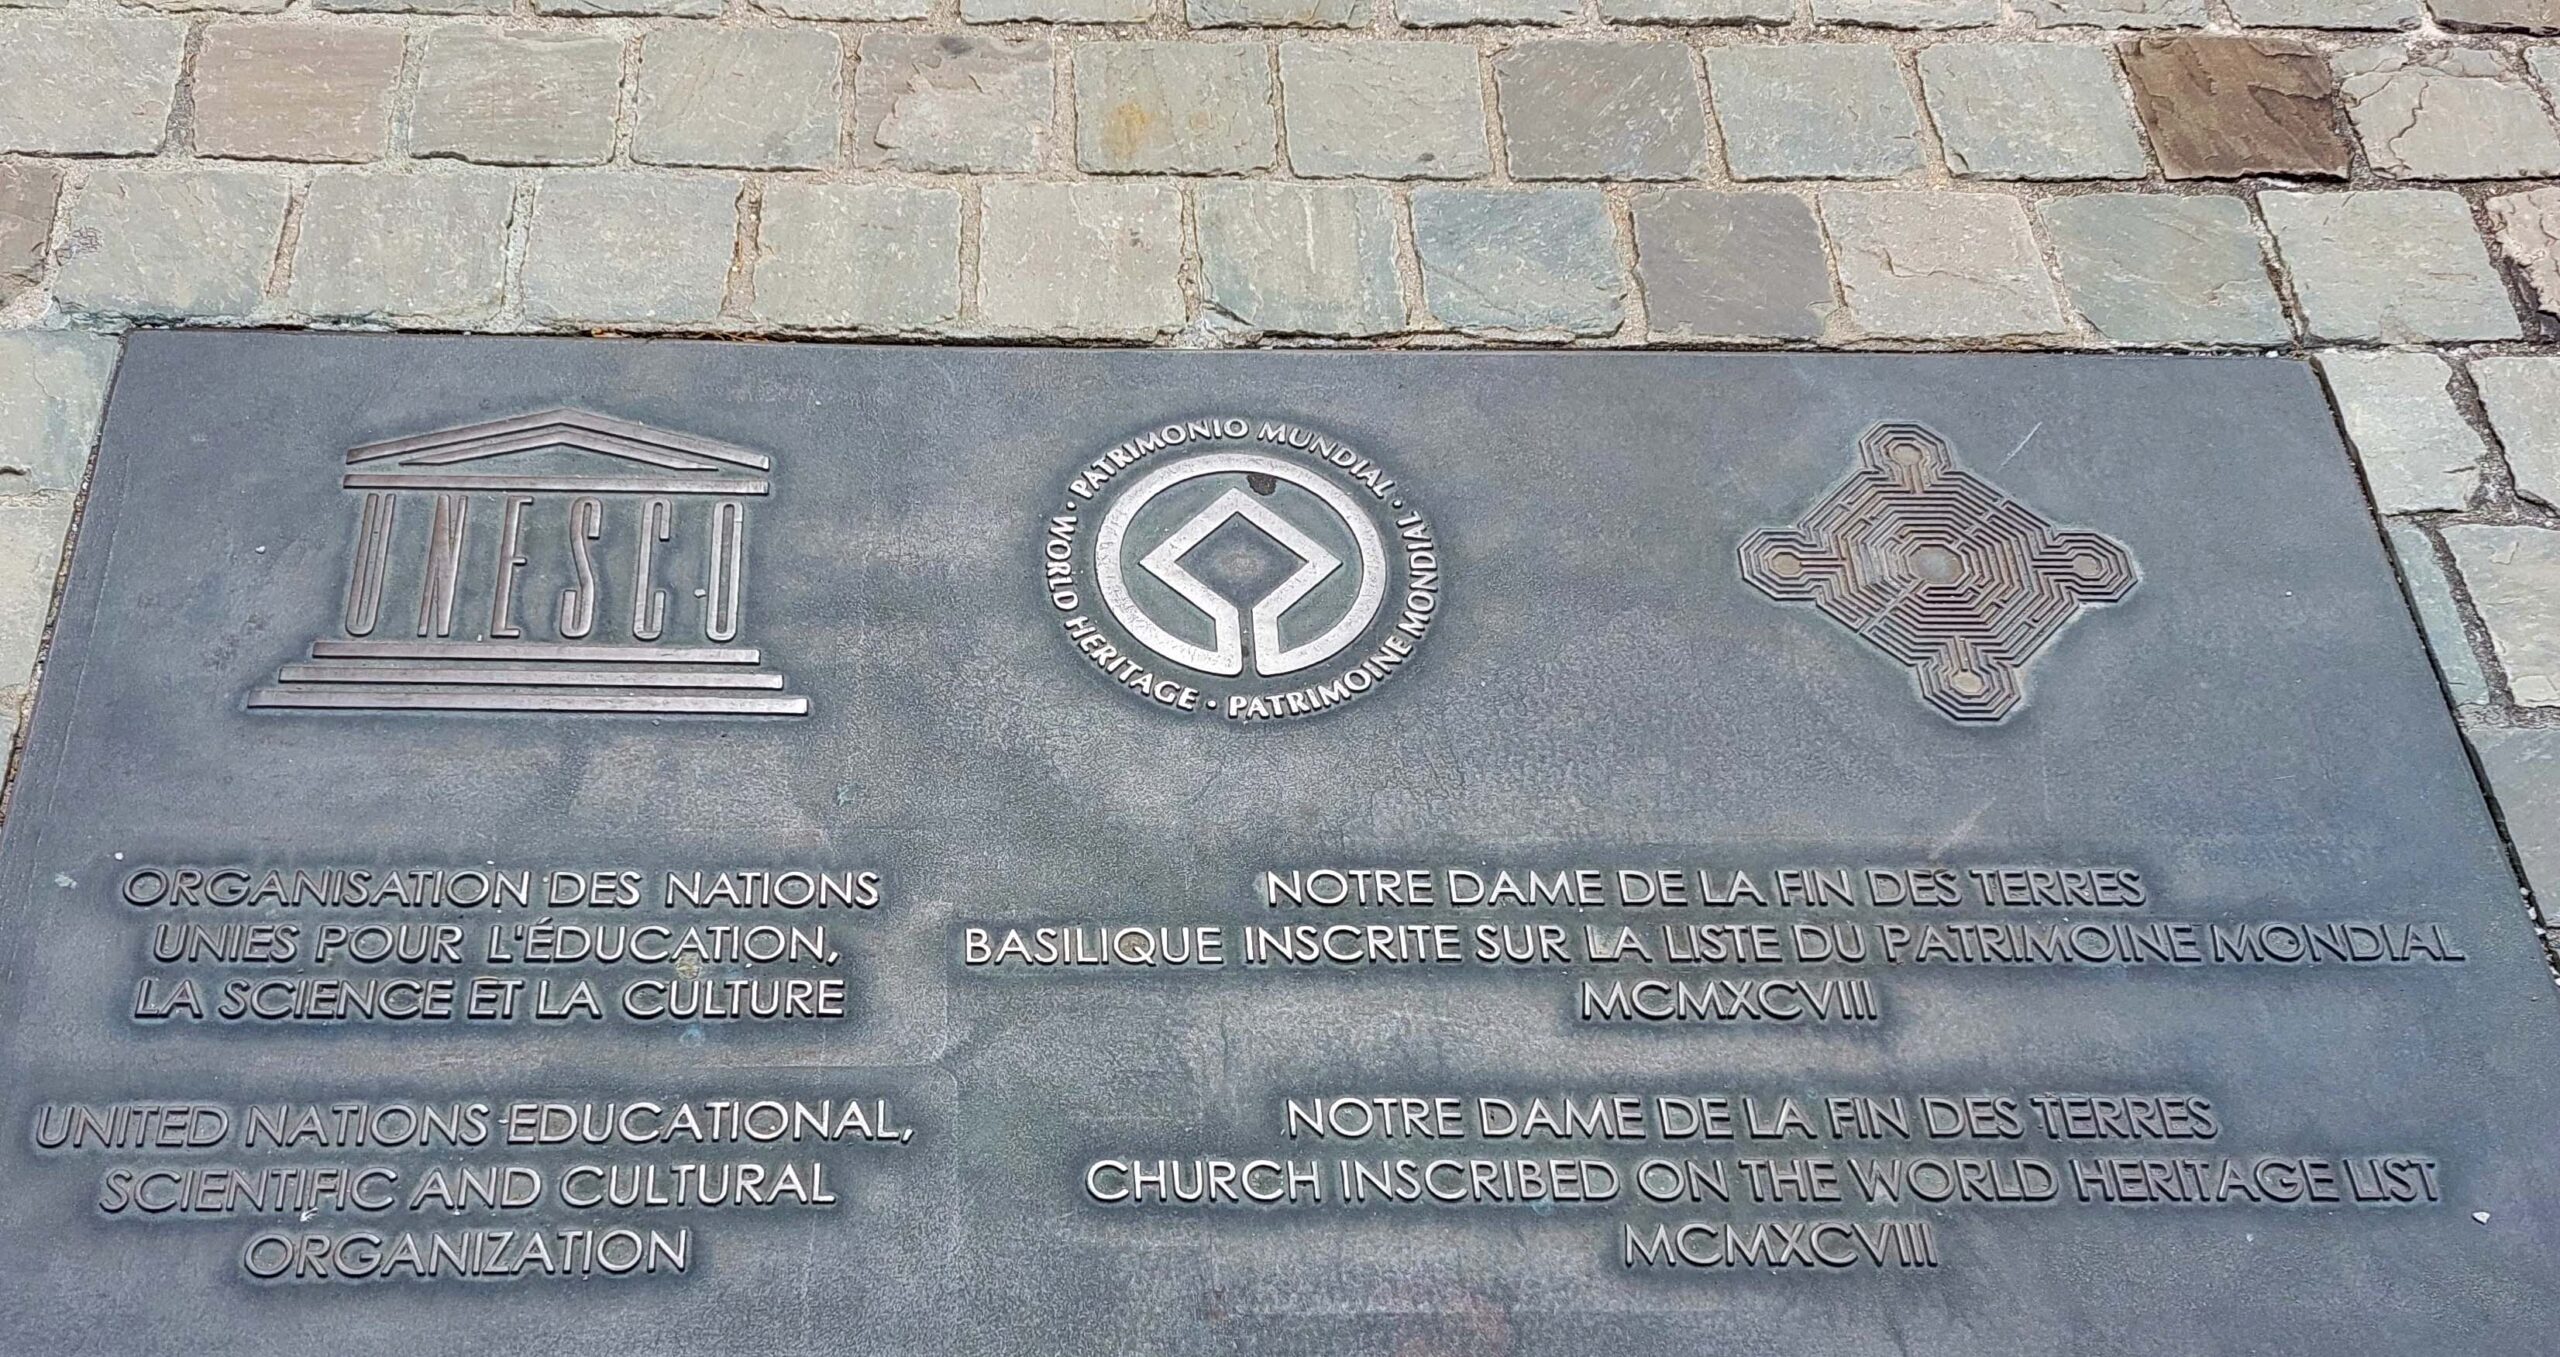 UNESCO
PATRIMONIO MUNDIAL · WORLD HERITAGE · PATRIMOINE MONDIAL ·
ORGANISATION DES NATIONS
UNIES POUR L'ÉDUCATION,
LA SCIENCE ET LA CULTURE
UNITED NATIONS EDUCATIONAL,
SCIENTIFIC AND CULTURAL
ORGANIZATION
NOTRE DAME DE LA FIN DES TERRES
BASILIQUE INSCRITE SUR LA LISTE DU PATRIMOINE MONDIAL
MCMXCVIII
NOTRE DAME DE LA FIN DES TERRES
CHURCH INSCRIBED ON THE WORLD HERITAGE LIST
MCMXCVIII